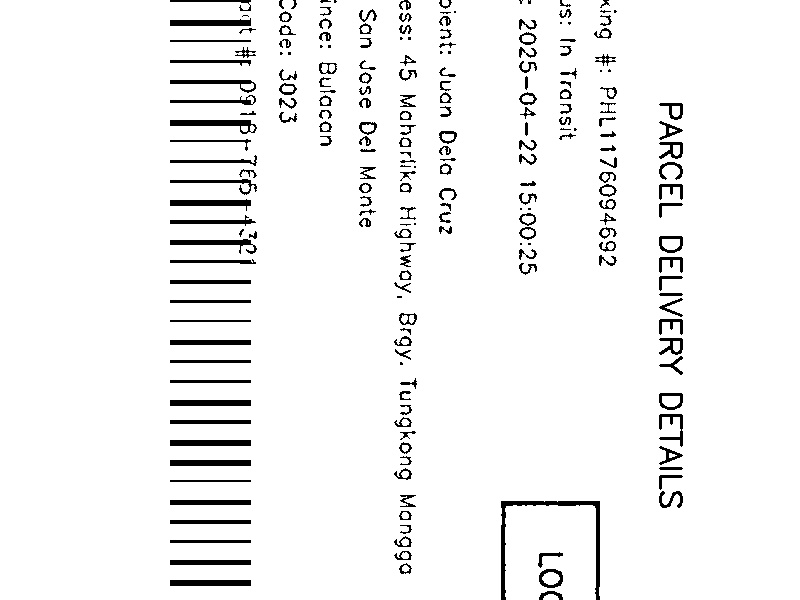 PARCEL DELIVERY DETAILS
king #: PHL1176094692
us: In Transit
: 2025-04-22 15:00:25
LOC
pient: Juan Dela Cruz
ess: 45 Maharlika Highway, Brgy. Tungkong Mangga
San Jose Del Monte
ince: Bulacan
Code: 3023
#: